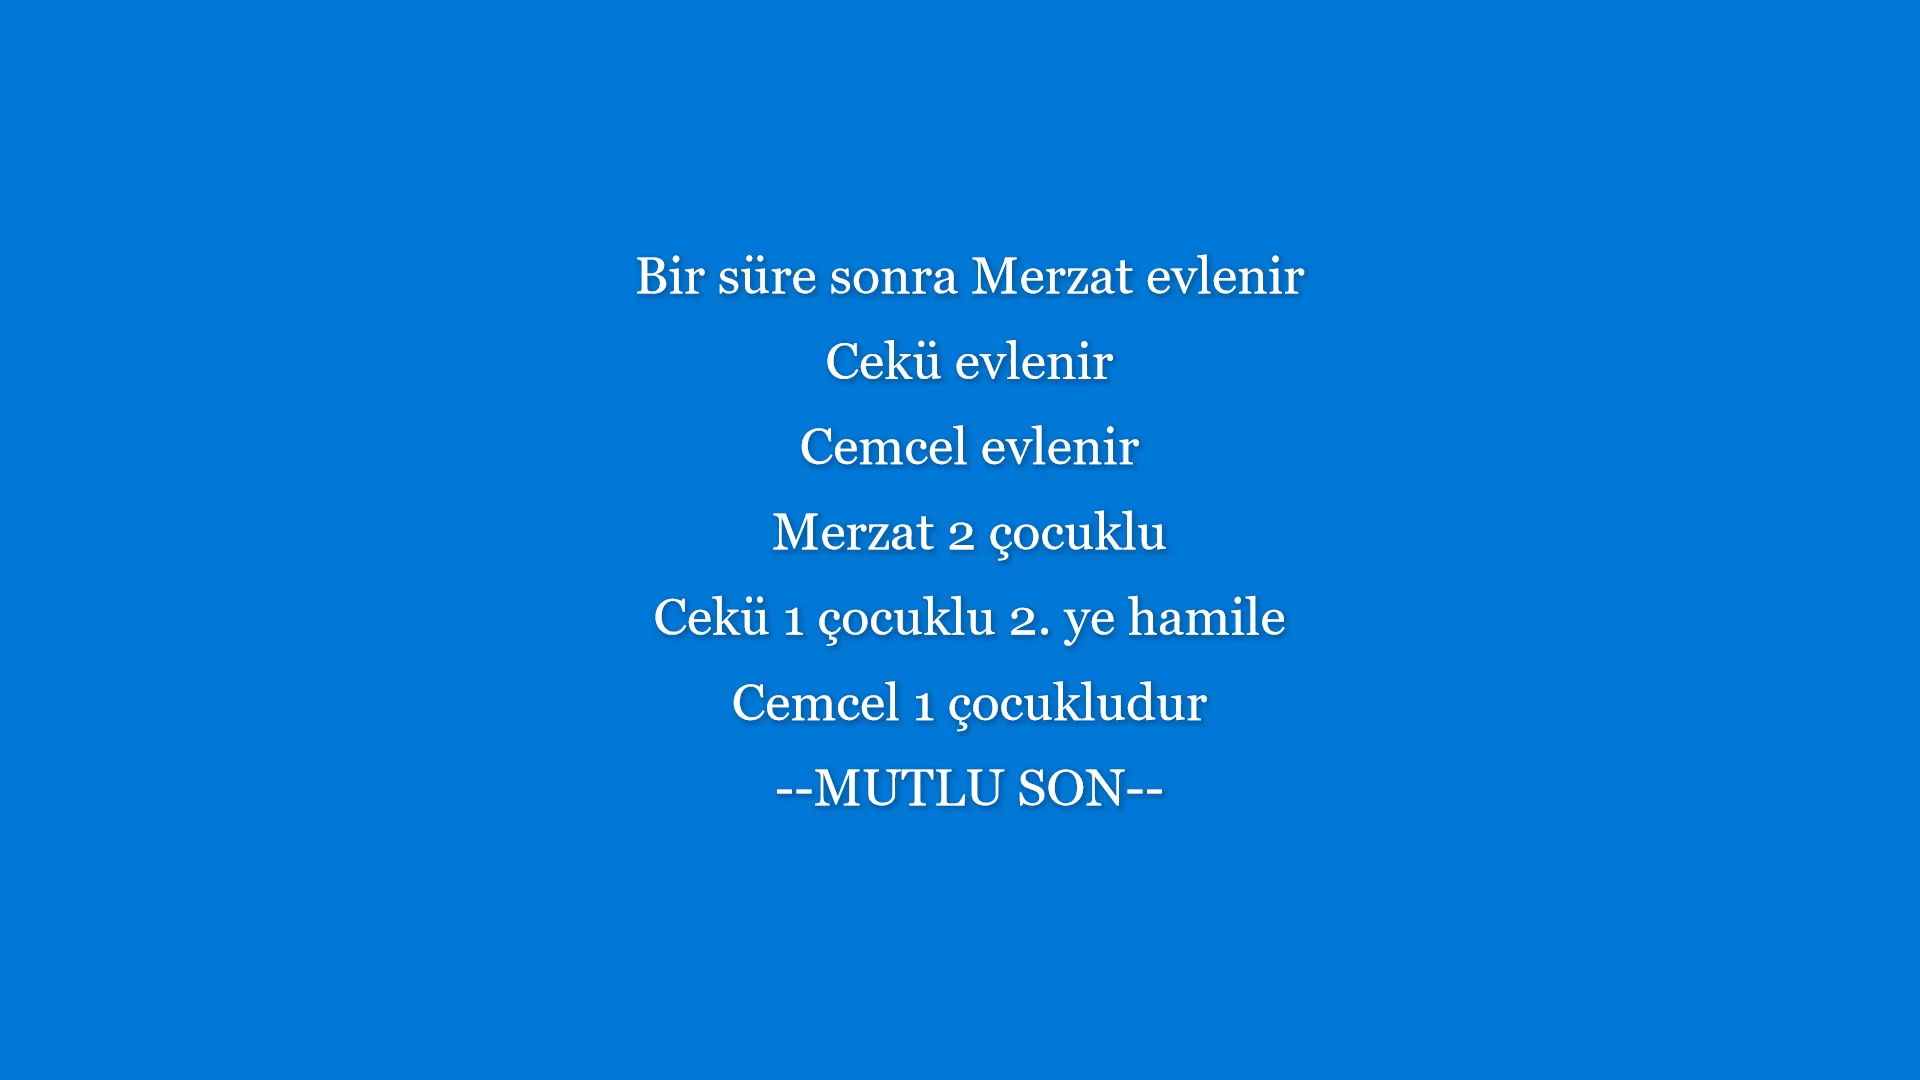 Bir süre sonra Merzat evlenir
Cekü evlenir
Cemcel evlenir
Merzat 2 çocuklu
Cekü 1 çocuklu 2. ye hamile
Cemcel 1 çocukludur
--MUTLU SON--